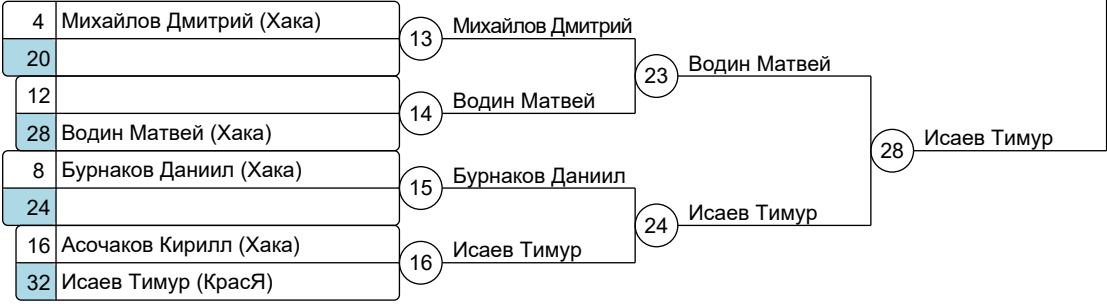 4 Михайлов Дмитрий (Хака)
20
13
Михайлов Дмитрий
12
28 Водин Матвей (Хака)
14
Водин Матвей
23
Водин Матвей
8 Бурнаков Даниил (Хака)
24
15
Бурнаков Даниил
16 Асочаков Кирилл (Хака)
32 Исаев Тимур (КрасЯ)
16
Исаев Тимур
24
Исаев Тимур
28
Исаев Тимур